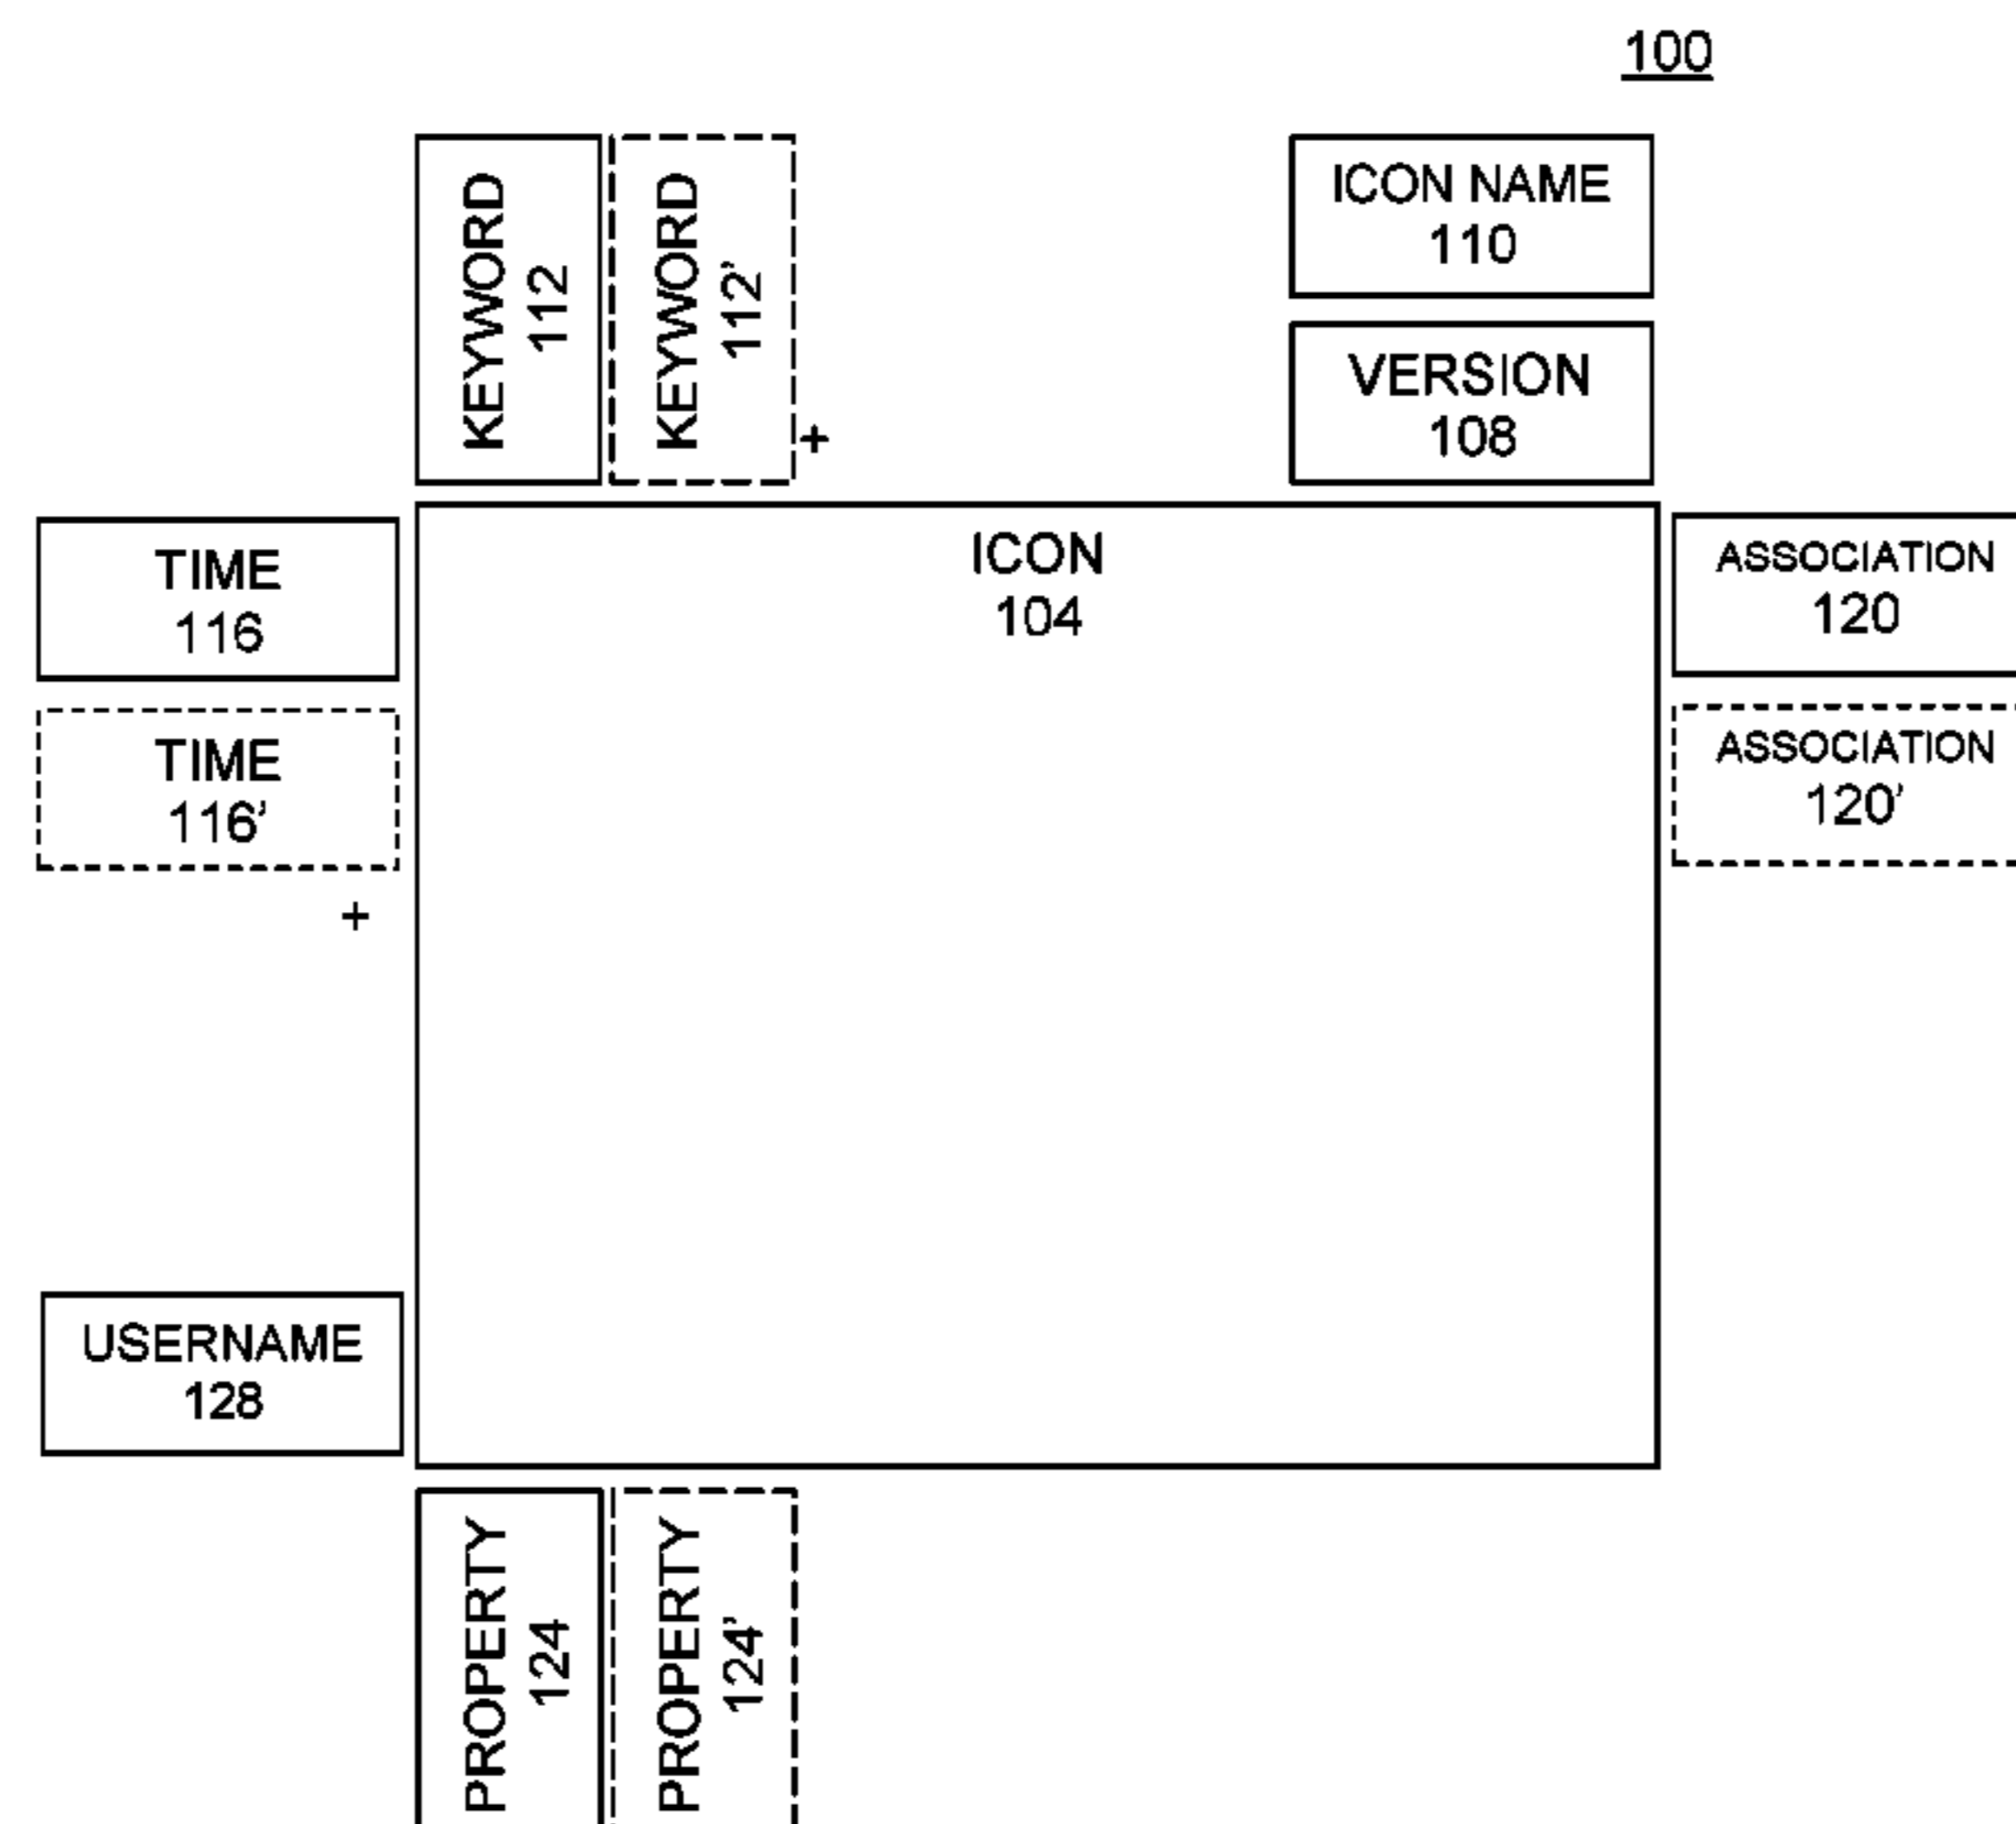 100
KEYWORD
112
KEYWORD
112'
+
ICON NAME
110
VERSION
108
TIME
116
TIME
116'
+
ICON
104
ASSOCIATION
120
ASSOCIATION
120'
USERNAME
128
PROPERTY
124
PROPERTY
124'